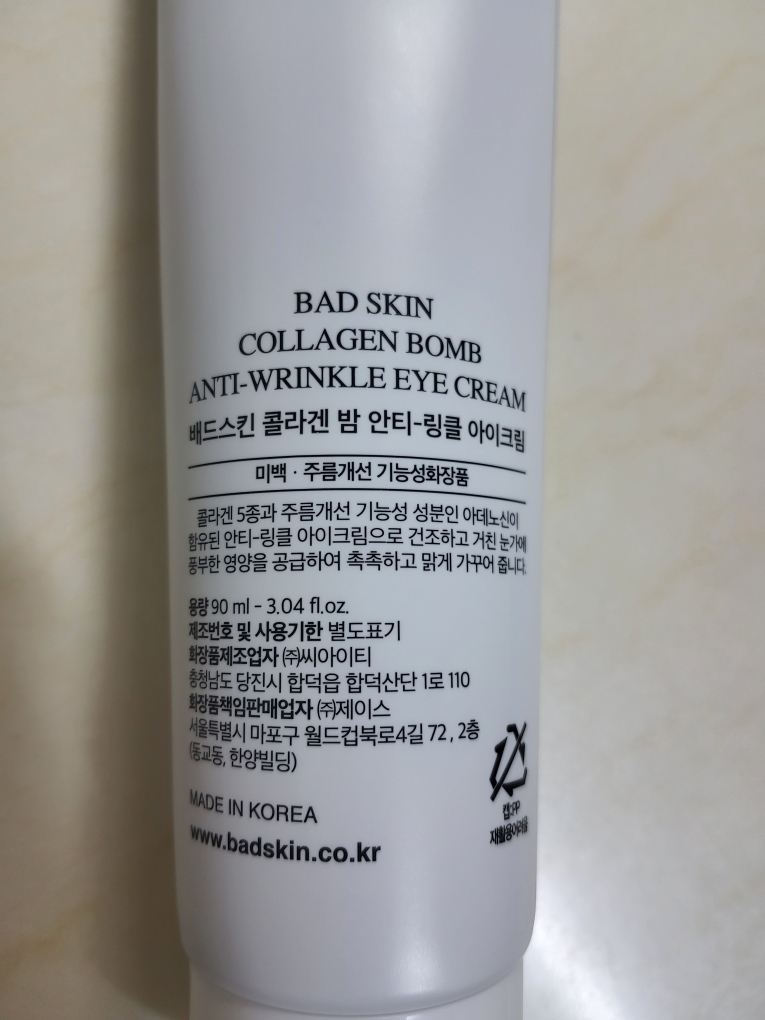 BAD SKIN
COLLAGEN BOMB
ANTI-WRINKLE EYE CREAM
배드스킨 콜라겐 밤 안티-링클 아이크림
미백 · 주름개선 기능성화장품
콜라겐 5종과 주름개선 기능성 성분인 아데노신이
함유된 안티-링클 아이크림으로 건조하고 거친 눈가에
풍부한 영양을 공급하여 촉촉하고 맑게 가꾸어 줍니다.
용량 90 ml - 3.04 fl.oz.
제조번호 및 사용기한 별도표기
화장품제조업자 ㈜씨아이티
충청남도 당진시 합덕읍 합덕산단 1로 110
화장품책임판매업자 ㈜제이스
서울특별시 마포구 월드컵북로4길 72 , 2층
(동교동, 한양빌딩)
캡:PP
재활용어려움
MADE IN KOREA
www.badskin.co.kr